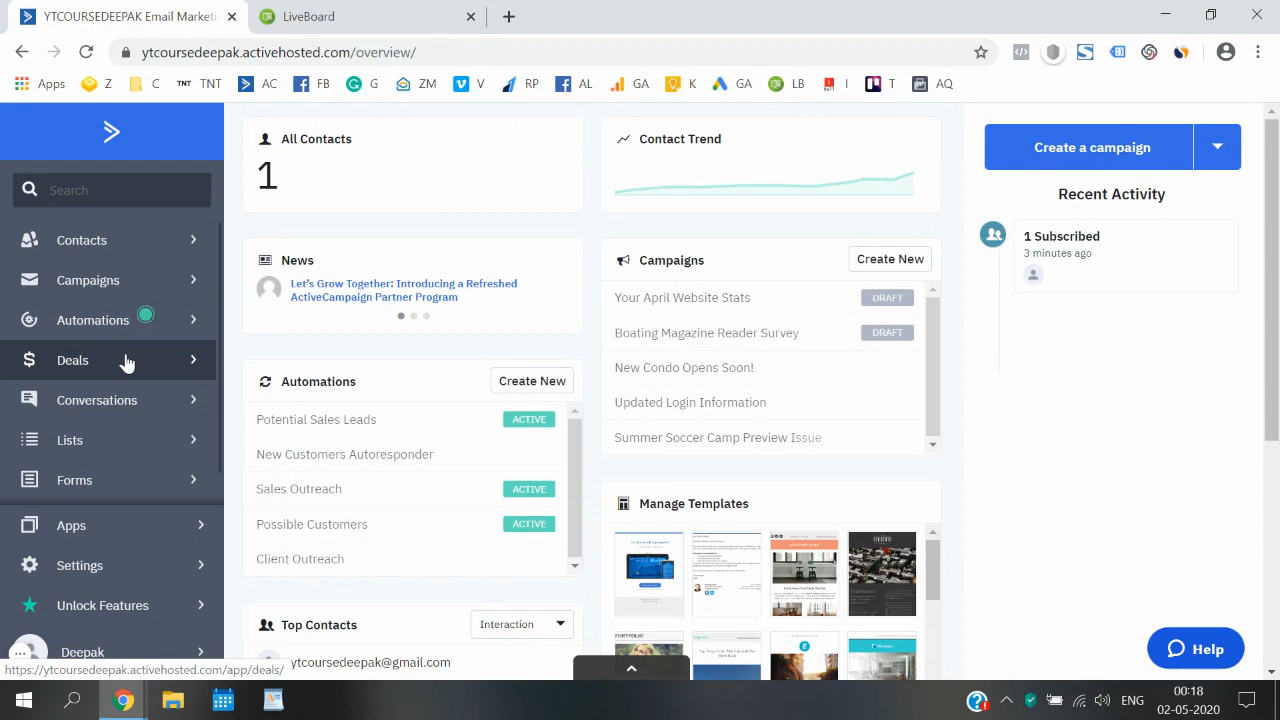 YTCOURSEDEEPAK Email Marketi
LiveBoard
ytcoursedeepak.activehosted.com/overview/
Apps
Z
C
TNT TNT
AC
FB
G
ZM
V
RP
AL
GA
K
GA
LB
I
T
AQ
Search
Contacts
Campaigns
Automations
Deals
Conversations
Lists
Forms
Apps
Settings
Unlock Features
Deepak
https://ytcoursedeepak.activehosted.com/app/deals/
All Contacts
1
Contact Trend
News
Let's Grow Together: Introducing a Refreshed
ActiveCampaign Partner Program
Campaigns
Create New
Your April Website Stats DRAFT
Boating Magazine Reader Survey DRAFT
New Condo Opens Soon!
Updated Login Information
Summer Soccer Camp Preview Issue
Automations
Create New
Potential Sales Leads ACTIVE
New Customers Autoresponder
Sales Outreach ACTIVE
Possible Customers ACTIVE
Client Outreach
Manage Templates
PORTFOLIO
Top Contacts
Interaction
oursedeepak@gmail.com
Create a campaign
Recent Activity
1 Subscribed
3 minutes ago
Help
ENG
00:18
02-05-2020